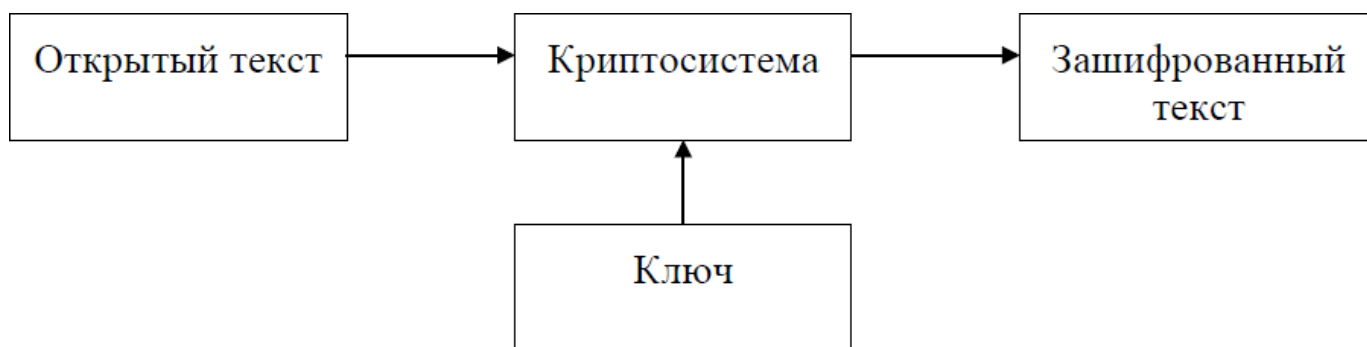 Открытый текст
Криптосистема
Зашифрованный
текст
Ключ